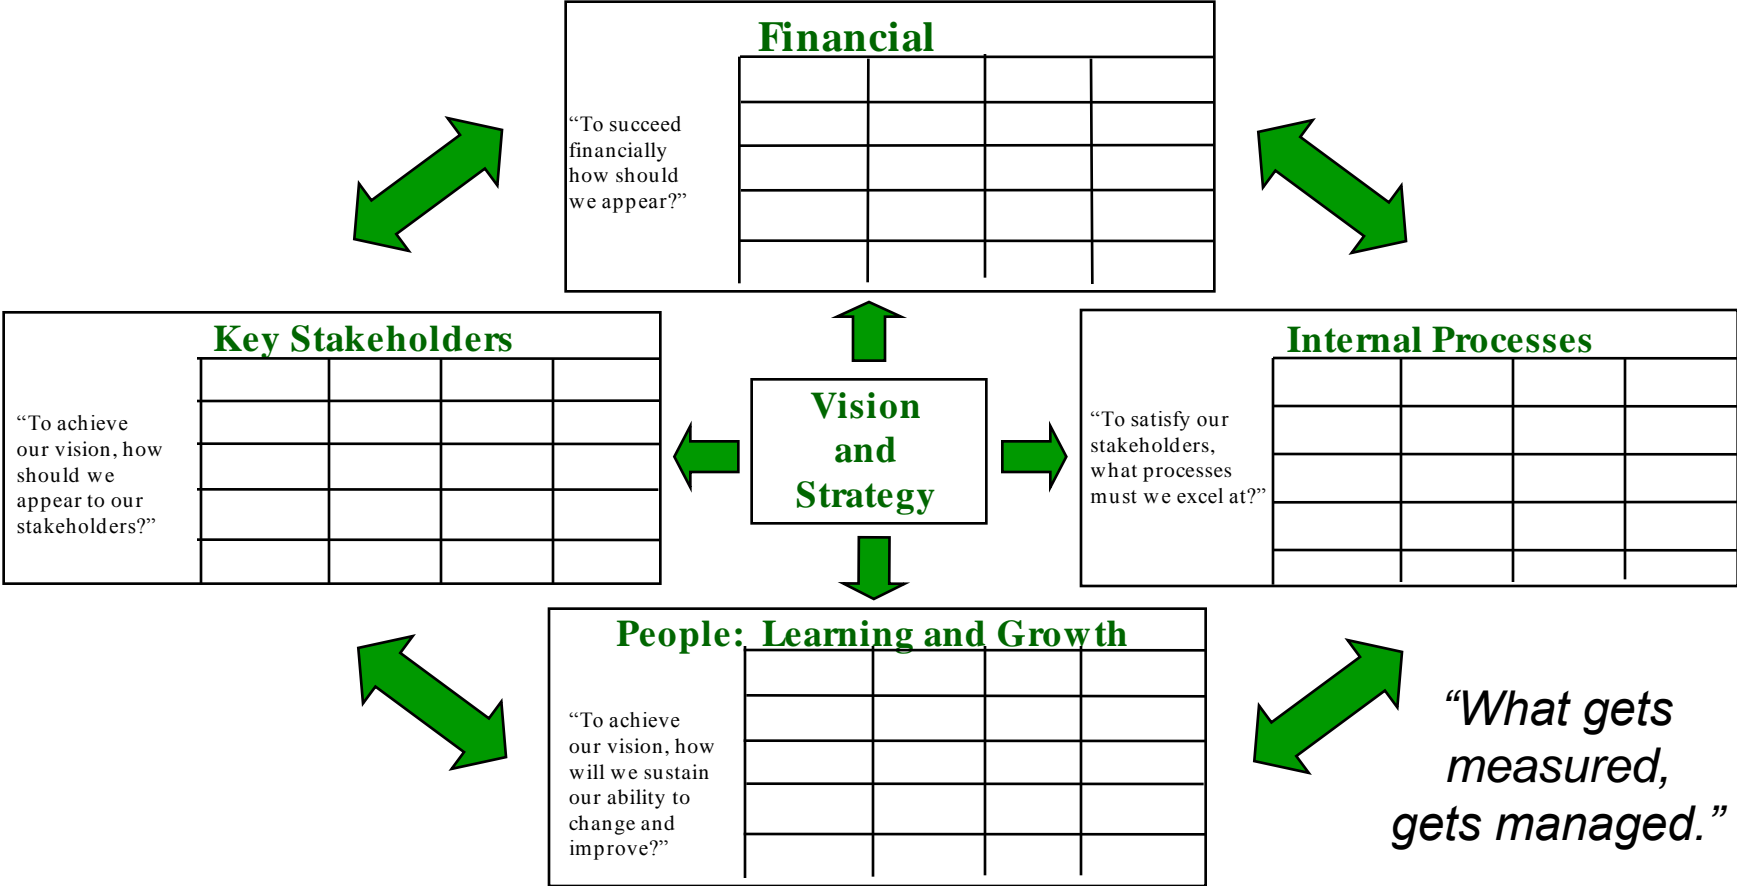 Financial
“To succeed
financially
how should
we appear?”
Key Stakeholders
“To achieve
our vision, how
should we
appear to our
stakeholders?”
Vision
and
Strategy
Internal Processes
“To satisfy our
stakeholders,
what processes
must we excel at?”
People: Learning and Growth
“To achieve
our vision, how
will we sustain
our ability to
change and
improve?”
“What gets
measured,
gets managed.”